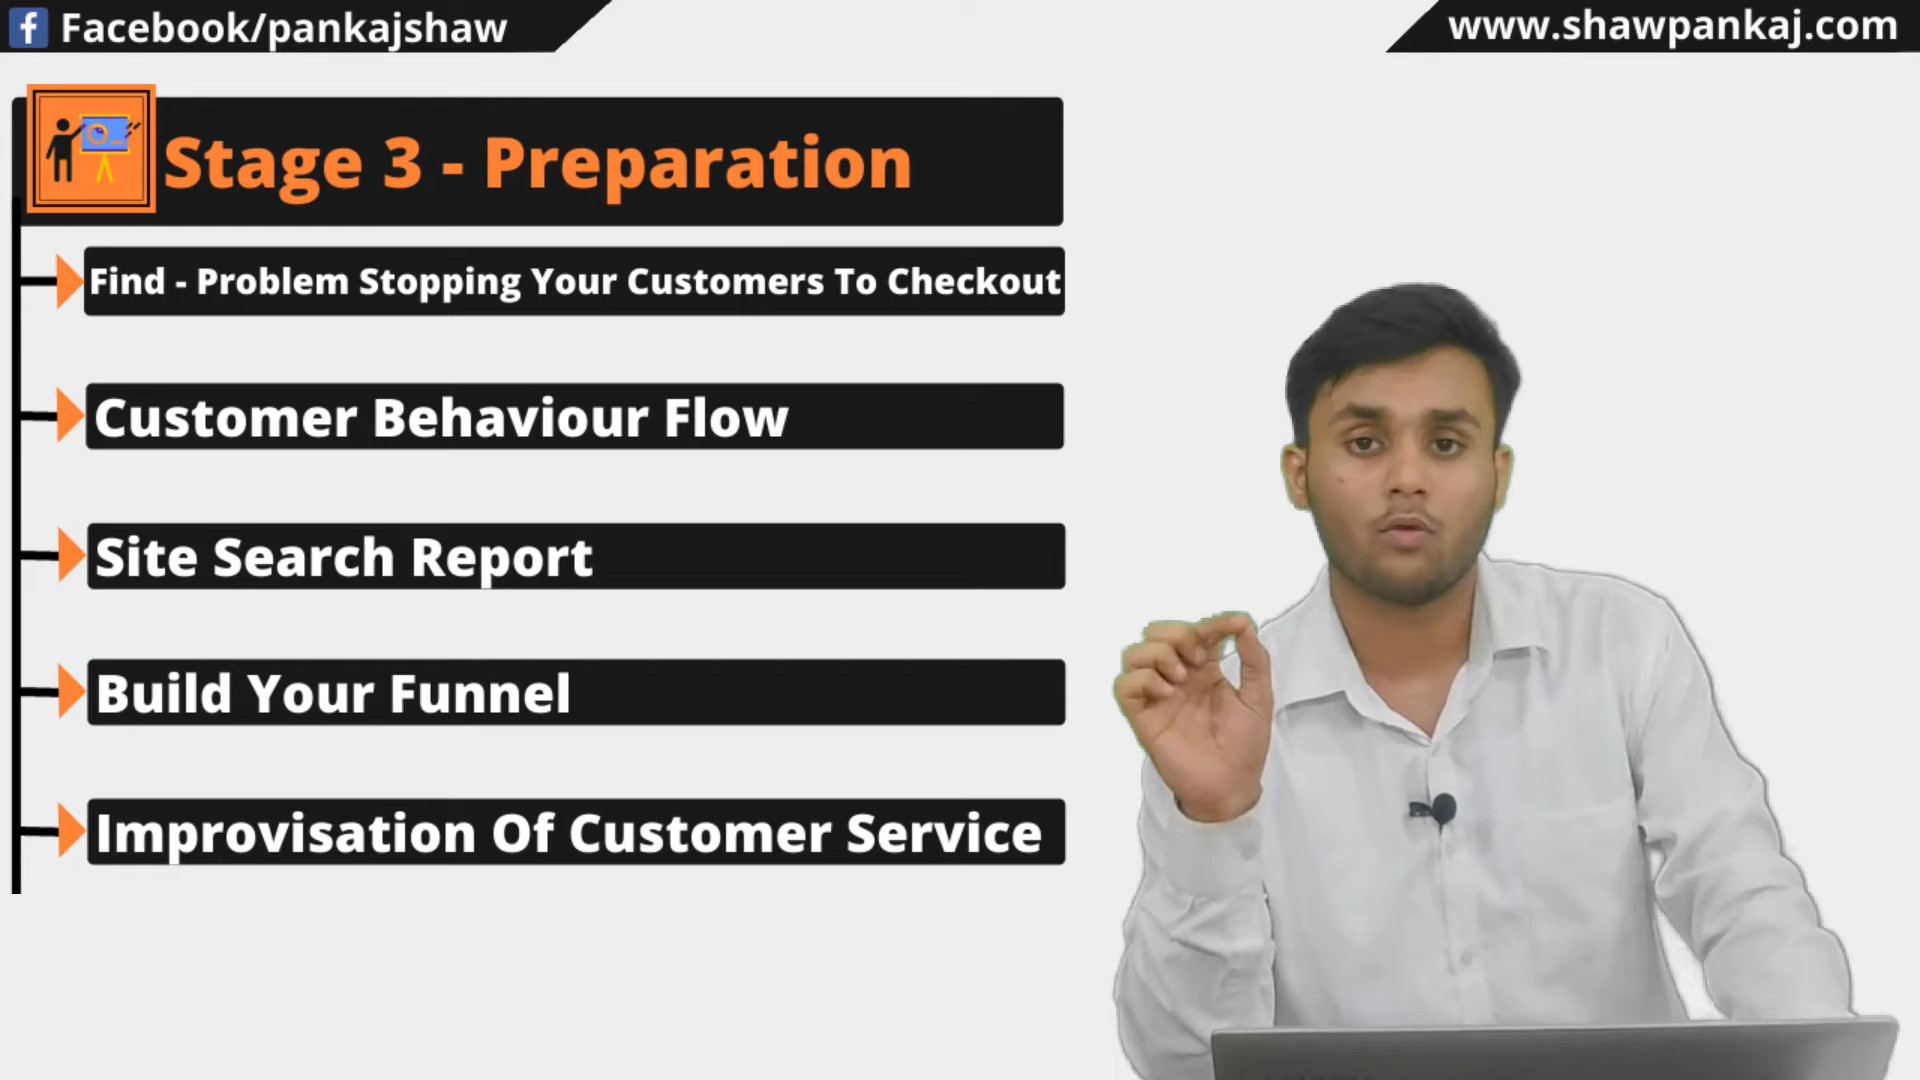 Facebook/pankajshaw
www.shawpankaj.com
Stage 3 - Preparation
Find - Problem Stopping Your Customers To Checkout
Customer Behaviour Flow
Site Search Report
Build Your Funnel
Improvisation Of Customer Service